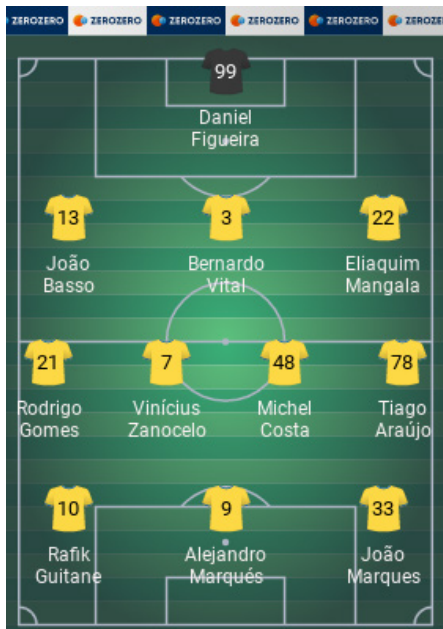 ZEROZERO ZEROZERO ZEROZERO ZEROZERO ZEROZERO ZEROZE
99
Daniel
Figueira
13 3 22
João Bernardo Eliaquim
Basso Vital Mangala
21 7 48 78
Rodrigo Vinícius Michel Tiago
Gomes Zanocelo Costa Araújo
10 9 33
Rafik Alejandro João
Guitane Marqués Marques